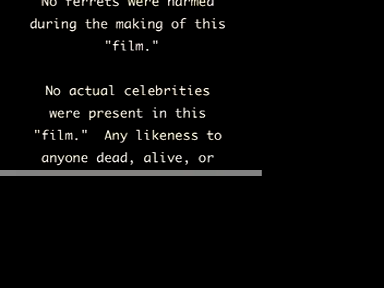 No ferrets were harmed
during the making of this
"film."
No actual celebrities
were present in this
"film."  Any likeness to
anyone dead, alive, or